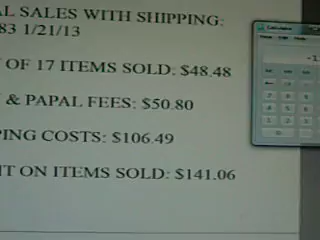 SALES WITH SHIPPING:
83 1/21/13
OF 17 ITEMS SOLD: $48.48
& PAPAL FEES: $50.80
PING COSTS: $106.49
IT ON ITEMS SOLD: $141.06
Calculator